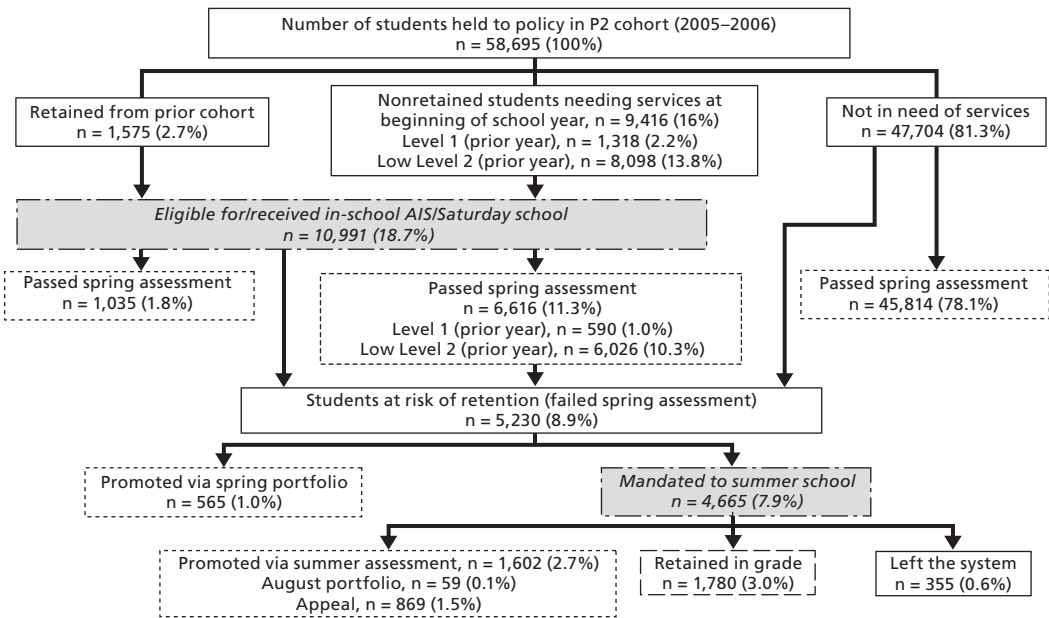 Number of students held to policy in P2 cohort (2005–2006)
n = 58,695 (100%)
Retained from prior cohort
n = 1,575 (2.7%)
Nonretained students needing services at
beginning of school year, n = 9,416 (16%)
Level 1 (prior year), n = 1,318 (2.2%)
Low Level 2 (prior year), n = 8,098 (13.8%)
Not in need of services
n = 47,704 (81.3%)
Eligible for/received in-school AIS/Saturday school
n = 10,991 (18.7%)
Passed spring assessment
n = 1,035 (1.8%)
Passed spring assessment
n = 6,616 (11.3%)
Level 1 (prior year), n = 590 (1.0%)
Low Level 2 (prior year), n = 6,026 (10.3%)
Passed spring assessment
n = 45,814 (78.1%)
Students at risk of retention (failed spring assessment)
n = 5,230 (8.9%)
Promoted via spring portfolio
n = 565 (1.0%)
Mandated to summer school
n = 4,665 (7.9%)
Promoted via summer assessment, n = 1,602 (2.7%)
August portfolio, n = 59 (0.1%)
Appeal, n = 869 (1.5%)
Retained in grade
n = 1,780 (3.0%)
Left the system
n = 355 (0.6%)